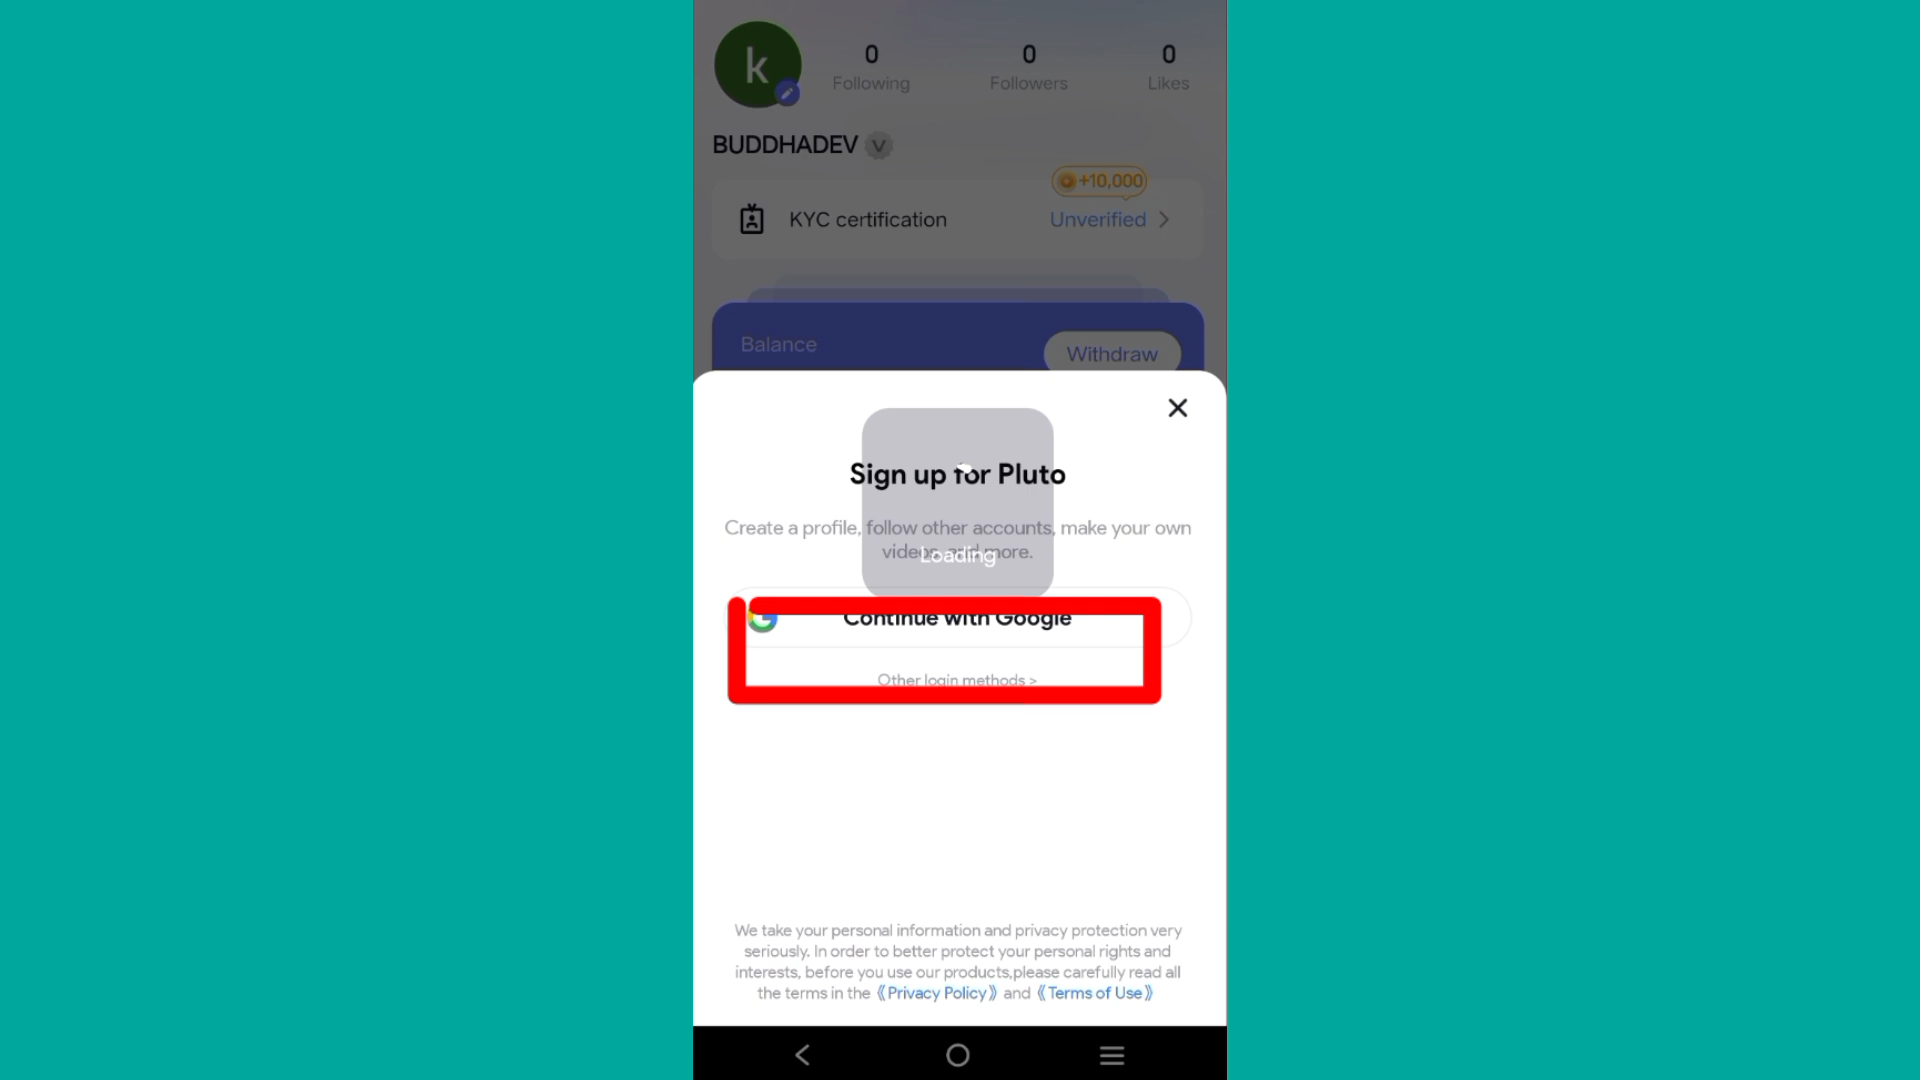 k
0 0 0
Following Followers Likes
BUDDHADEV V
+10,000
KYC certification Unverified >
Balance Withdraw
Sign up for Pluto
Create a profile, follow other accounts, make your own
videos, and more.
Loading
Continue with Google
Other login methods >
We take your personal information and privacy protection very
seriously. In order to better protect your personal rights and
interests, before you use our products,please carefully read all
the terms in the 《Privacy Policy》 and 《Terms of Use》